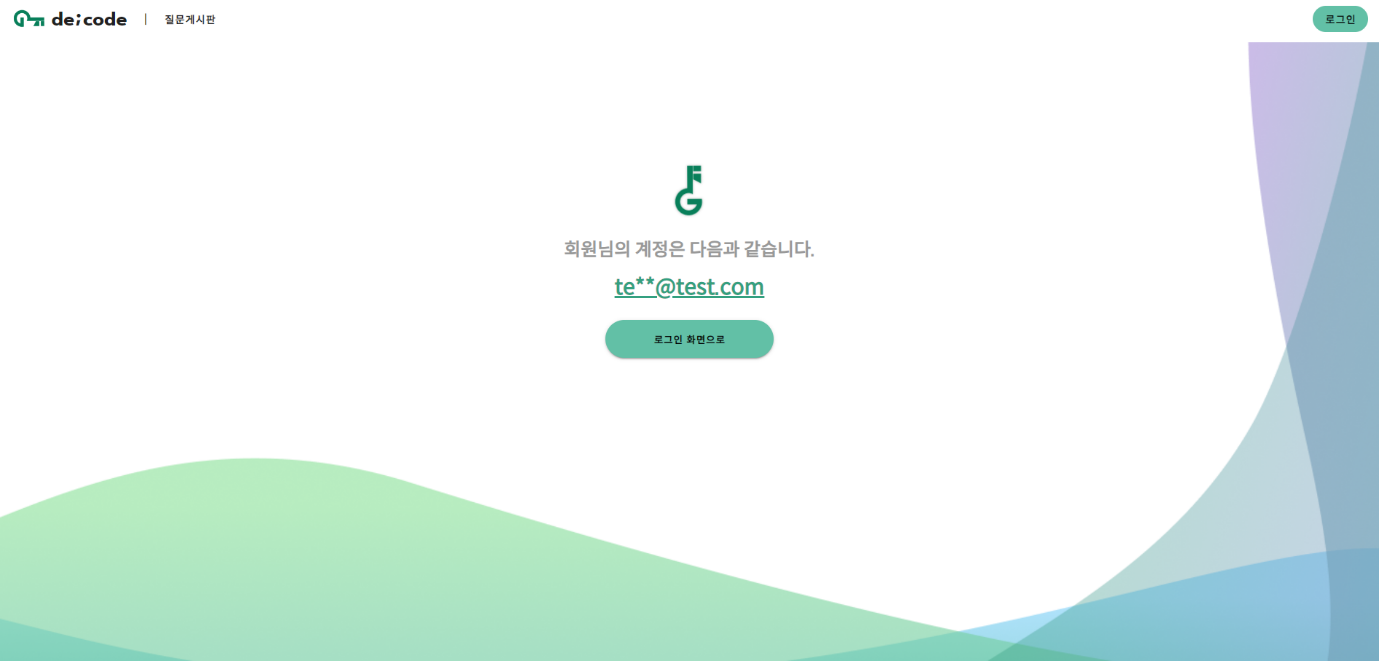 de;code | 질문게시판
로그인
회원님의 계정은 다음과 같습니다.
te**@test.com
로그인 화면으로